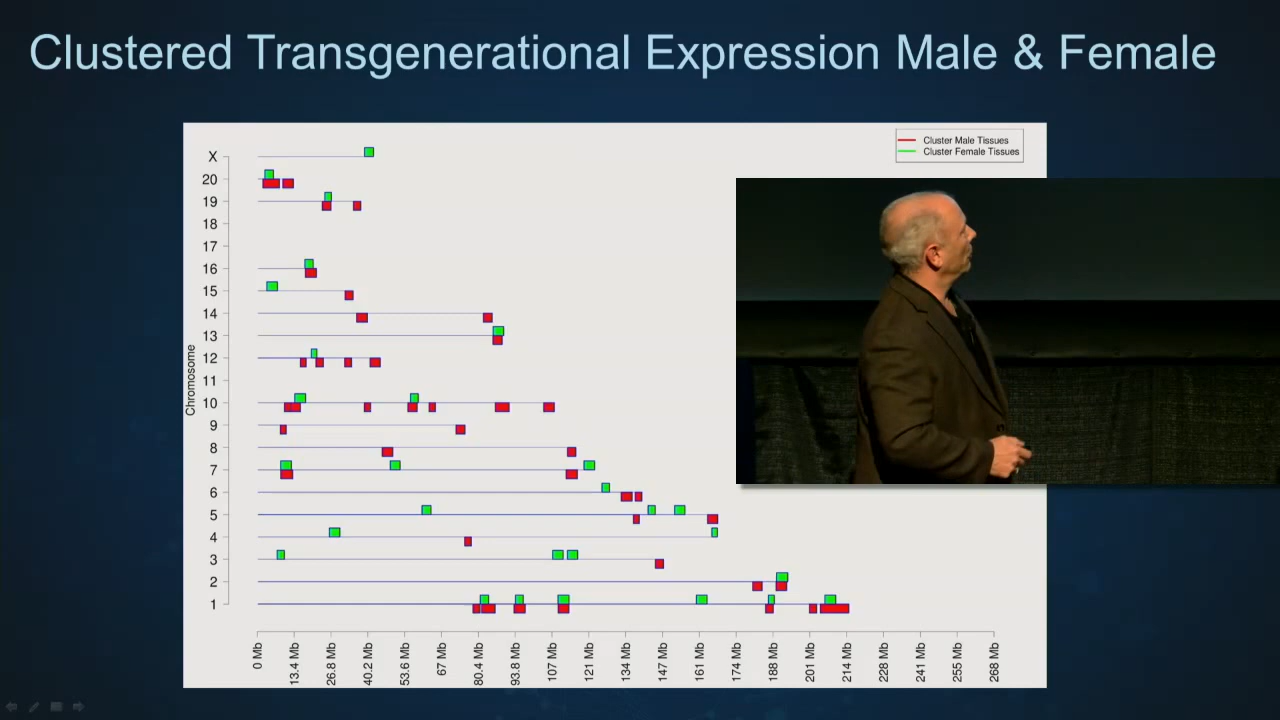 Clustered Transgenerational Expression Male & Female
Cluster Male Tissues
Cluster Female Tissues
Chromosome
X
20
19
18
17
16
15
14
13
12
11
10
9
8
7
6
5
4
3
2
1
0 Mb
13.4 Mb
26.8 Mb
40.2 Mb
53.6 Mb
67 Mb
80.4 Mb
93.8 Mb
107 Mb
121 Mb
134 Mb
147 Mb
161 Mb
174 Mb
188 Mb
201 Mb
214 Mb
228 Mb
241 Mb
255 Mb
268 Mb